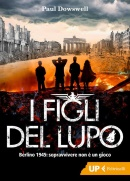 Paul Dowswell
I FIGLI
DEL LUPO
Berlino 1945: sopravvivere non è un gioco
UP